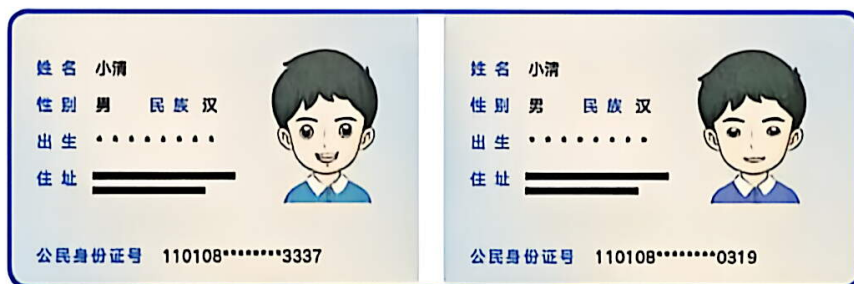 姓名 小清
性别 男 民族 汉
出生 ********
住址
公民身份证号 110108********3337
姓名 小清
性别 男 民族 汉
出生 ********
住址
公民身份证号 110108********0319